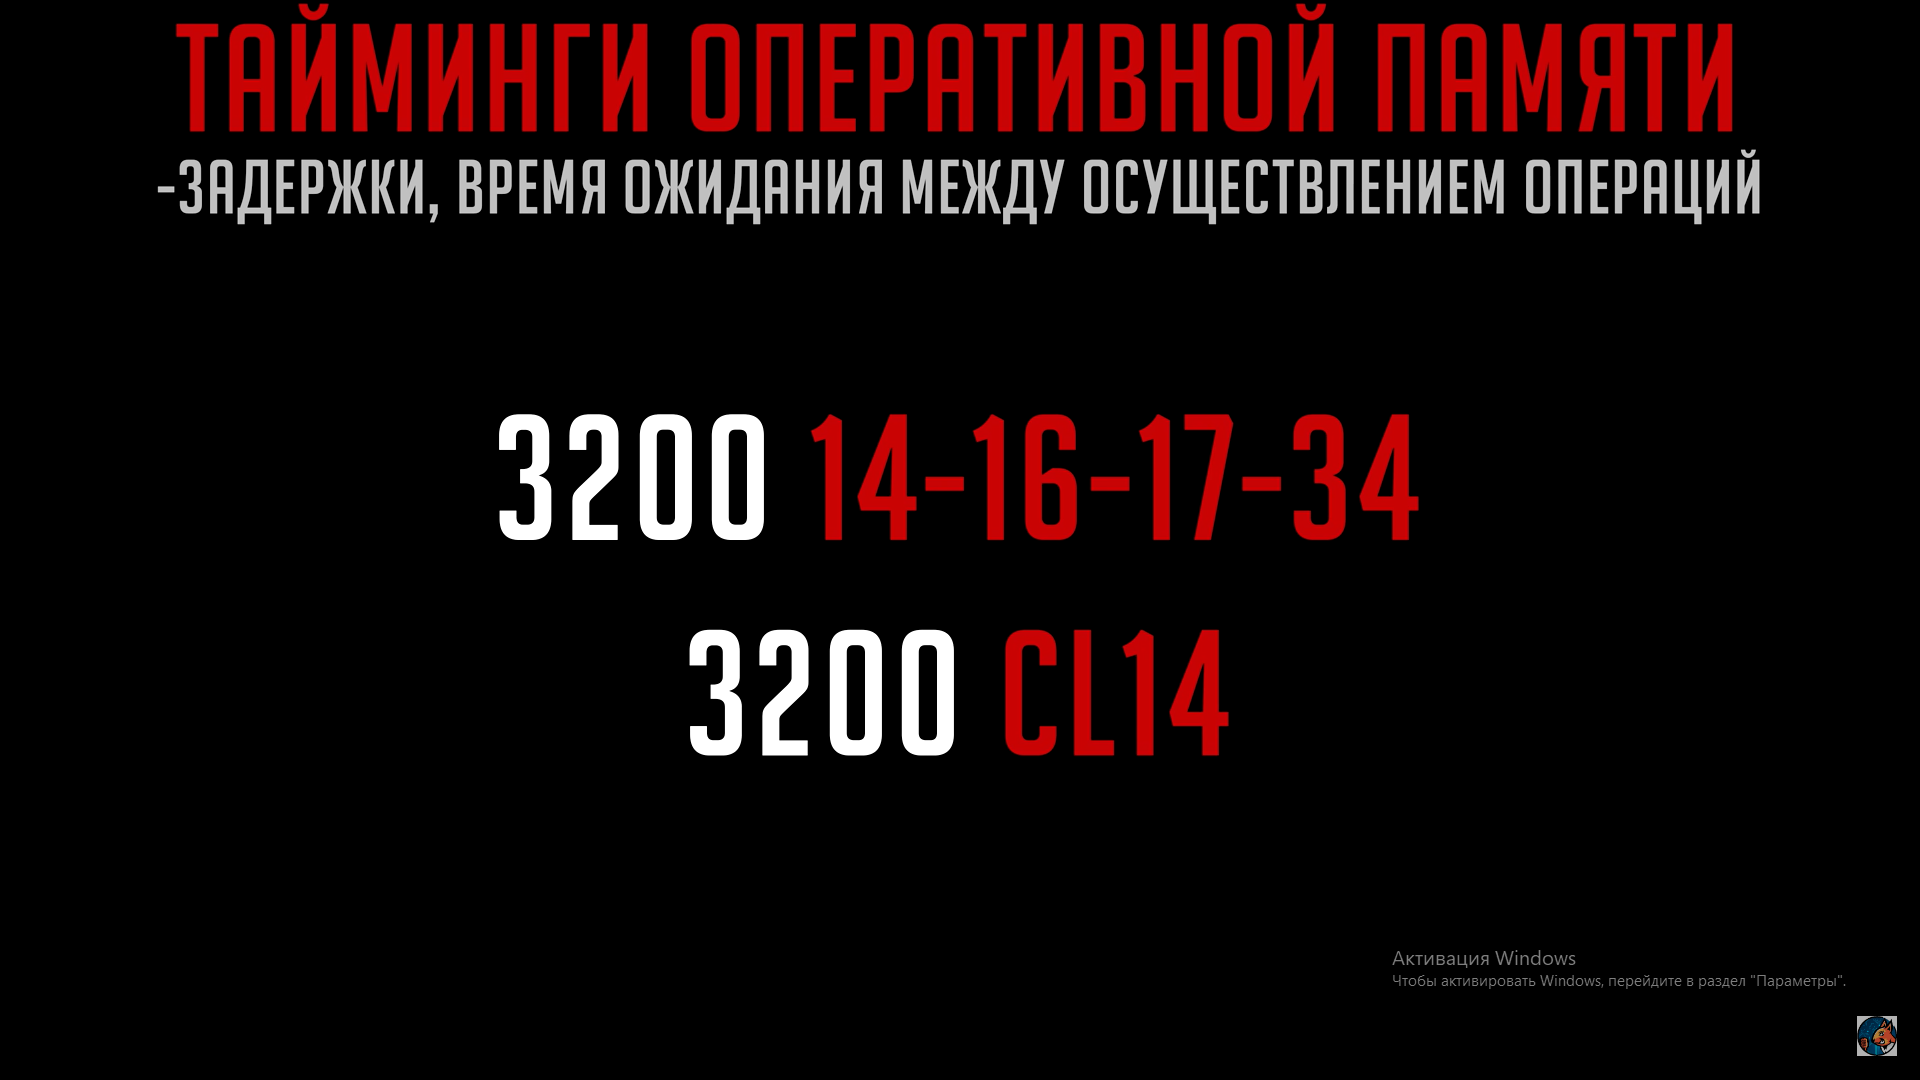 ТАЙМИНГИ ОПЕРАТИВНОЙ ПАМЯТИ
-ЗАДЕРЖКИ, ВРЕМЯ ОЖИДАНИЯ МЕЖДУ ОСУЩЕСТВЛЕНИЕМ ОПЕРАЦИЙ
3200 14-16-17-34
3200 CL14
Активация Windows
Чтобы активировать Windows, перейдите в раздел "Параметры".